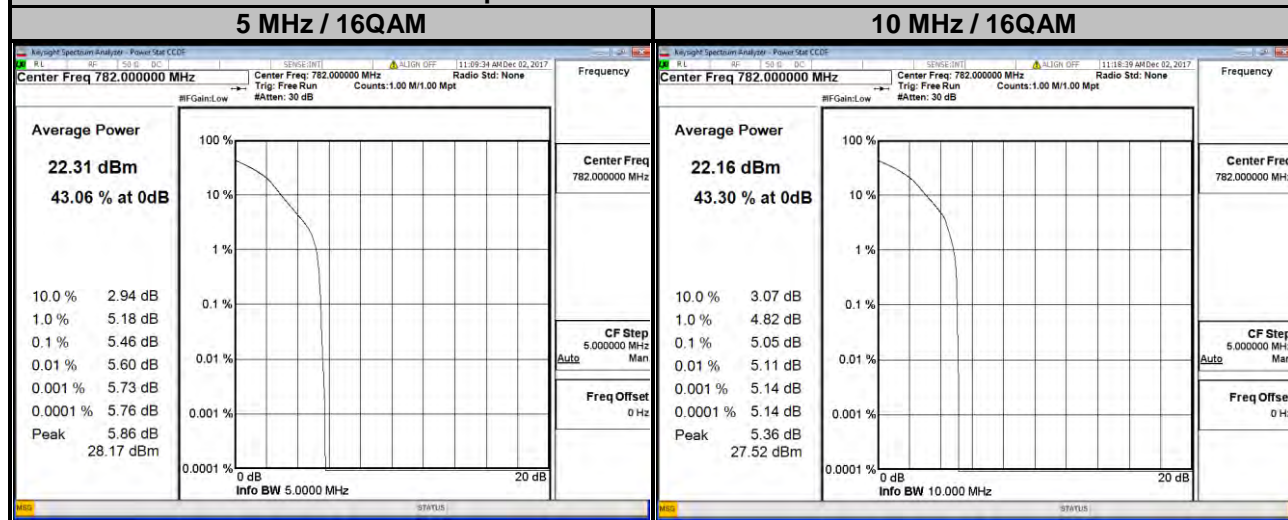 5 MHz / 16QAM
Keysight Spectrum Analyzer - Power Stat CCDF
RL RF 50 Ω DC SENSE:INT ALIGN OFF 11:09:34 AM Dec 02, 2017
Center Freq 782.000000 MHz
Center Freq: 782.000000 MHz Radio Std: None
Trig: Free Run Counts:1.00 M/1.00 Mpt
#IFGain:Low #Atten: 30 dB
Frequency
Average Power
22.31 dBm
43.06 % at 0dB
10.0 % 2.94 dB
1.0 % 5.18 dB
0.1 % 5.46 dB
0.01 % 5.60 dB
0.001 % 5.73 dB
0.0001 % 5.76 dB
Peak 5.86 dB
28.17 dBm
100 %
10 %
1 %
0.1 %
0.01 %
0.001 %
0.0001 %
0 dB 20 dB
Info BW 5.0000 MHz
Center Freq
782.000000 MHz
CF Step
5.000000 MHz
Auto Man
Freq Offset
0 Hz
MSG STATUS
10 MHz / 16QAM
Keysight Spectrum Analyzer - Power Stat CCDF
RL RF 50 Ω DC SENSE:INT ALIGN OFF 11:18:39 AM Dec 02, 2017
Center Freq 782.000000 MHz
Center Freq: 782.000000 MHz Radio Std: None
Trig: Free Run Counts:1.00 M/1.00 Mpt
#IFGain:Low #Atten: 30 dB
Frequency
Average Power
22.16 dBm
43.30 % at 0dB
10.0 % 3.07 dB
1.0 % 4.82 dB
0.1 % 5.05 dB
0.01 % 5.11 dB
0.001 % 5.14 dB
0.0001 % 5.14 dB
Peak 5.36 dB
27.52 dBm
100 %
10 %
1 %
0.1 %
0.01 %
0.001 %
0.0001 %
0 dB 20 dB
Info BW 10.000 MHz
Center Freq
782.000000 MHz
CF Step
5.000000 MHz
Auto Man
Freq Offset
0 Hz
MSG STATUS